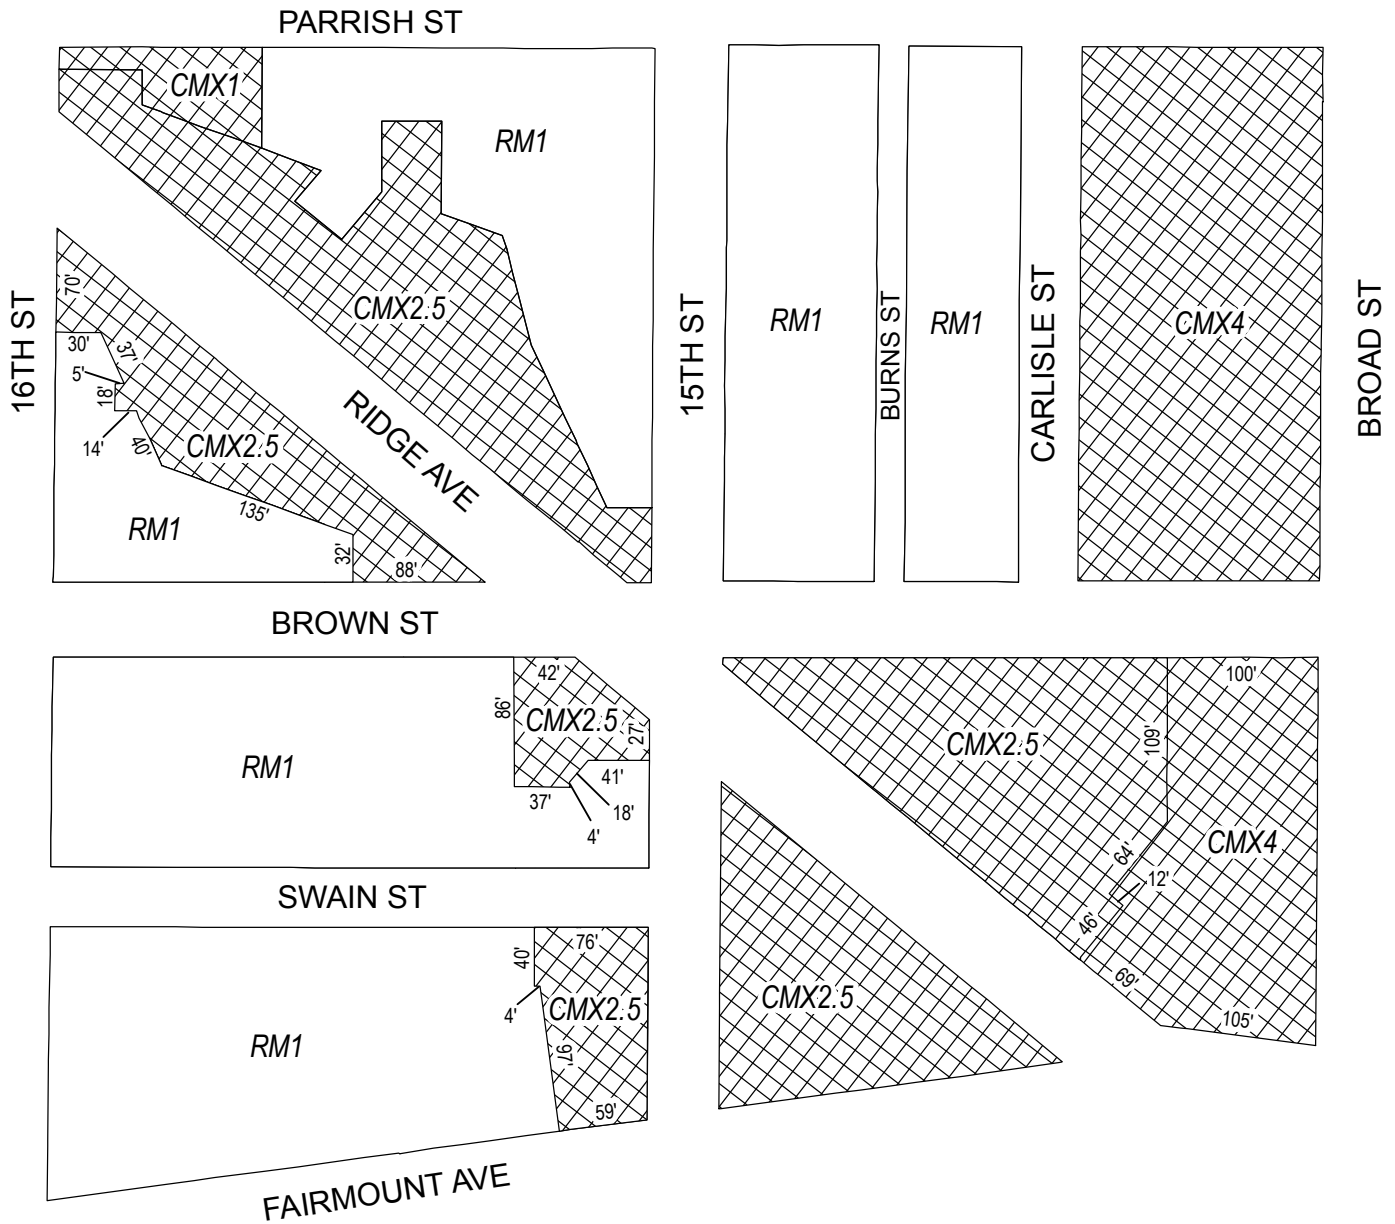 PARRISH ST
CMX1
RM1
CMX2.5
16TH ST
70'
30'
37'
5'
18'
14'
40'
CMX2.5
135'
RM1
32'
88'
RIDGE AVE
15TH ST
RM1
BURNS ST
RM1
CARLISLE ST
CMX4
BROAD ST
BROWN ST
42'
86'
CMX2.5
27'
RM1
41'
37'
18'
4'
100'
CMX2.5
109'
CMX4
64'
12'
46'
69'
105'
SWAIN ST
76'
40'
4'
CMX2.5
RM1
97'
59'
CMX2.5
FAIRMOUNT AVE